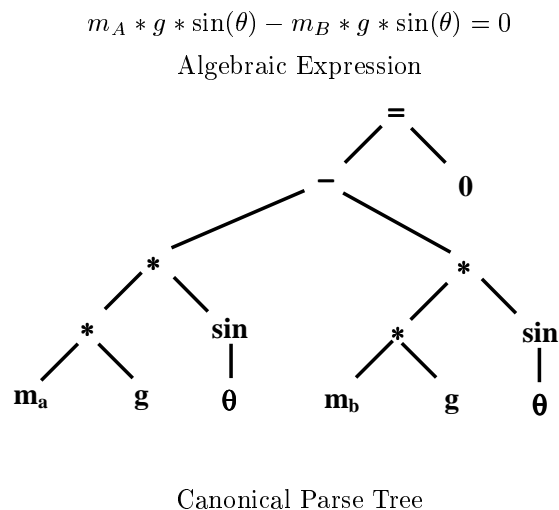 m_A * g * sin(θ) − m_B * g * sin(θ) = 0
Algebraic Expression
=
− 0
* *
* sin * sin
m_a g θ m_b g θ
Canonical Parse Tree